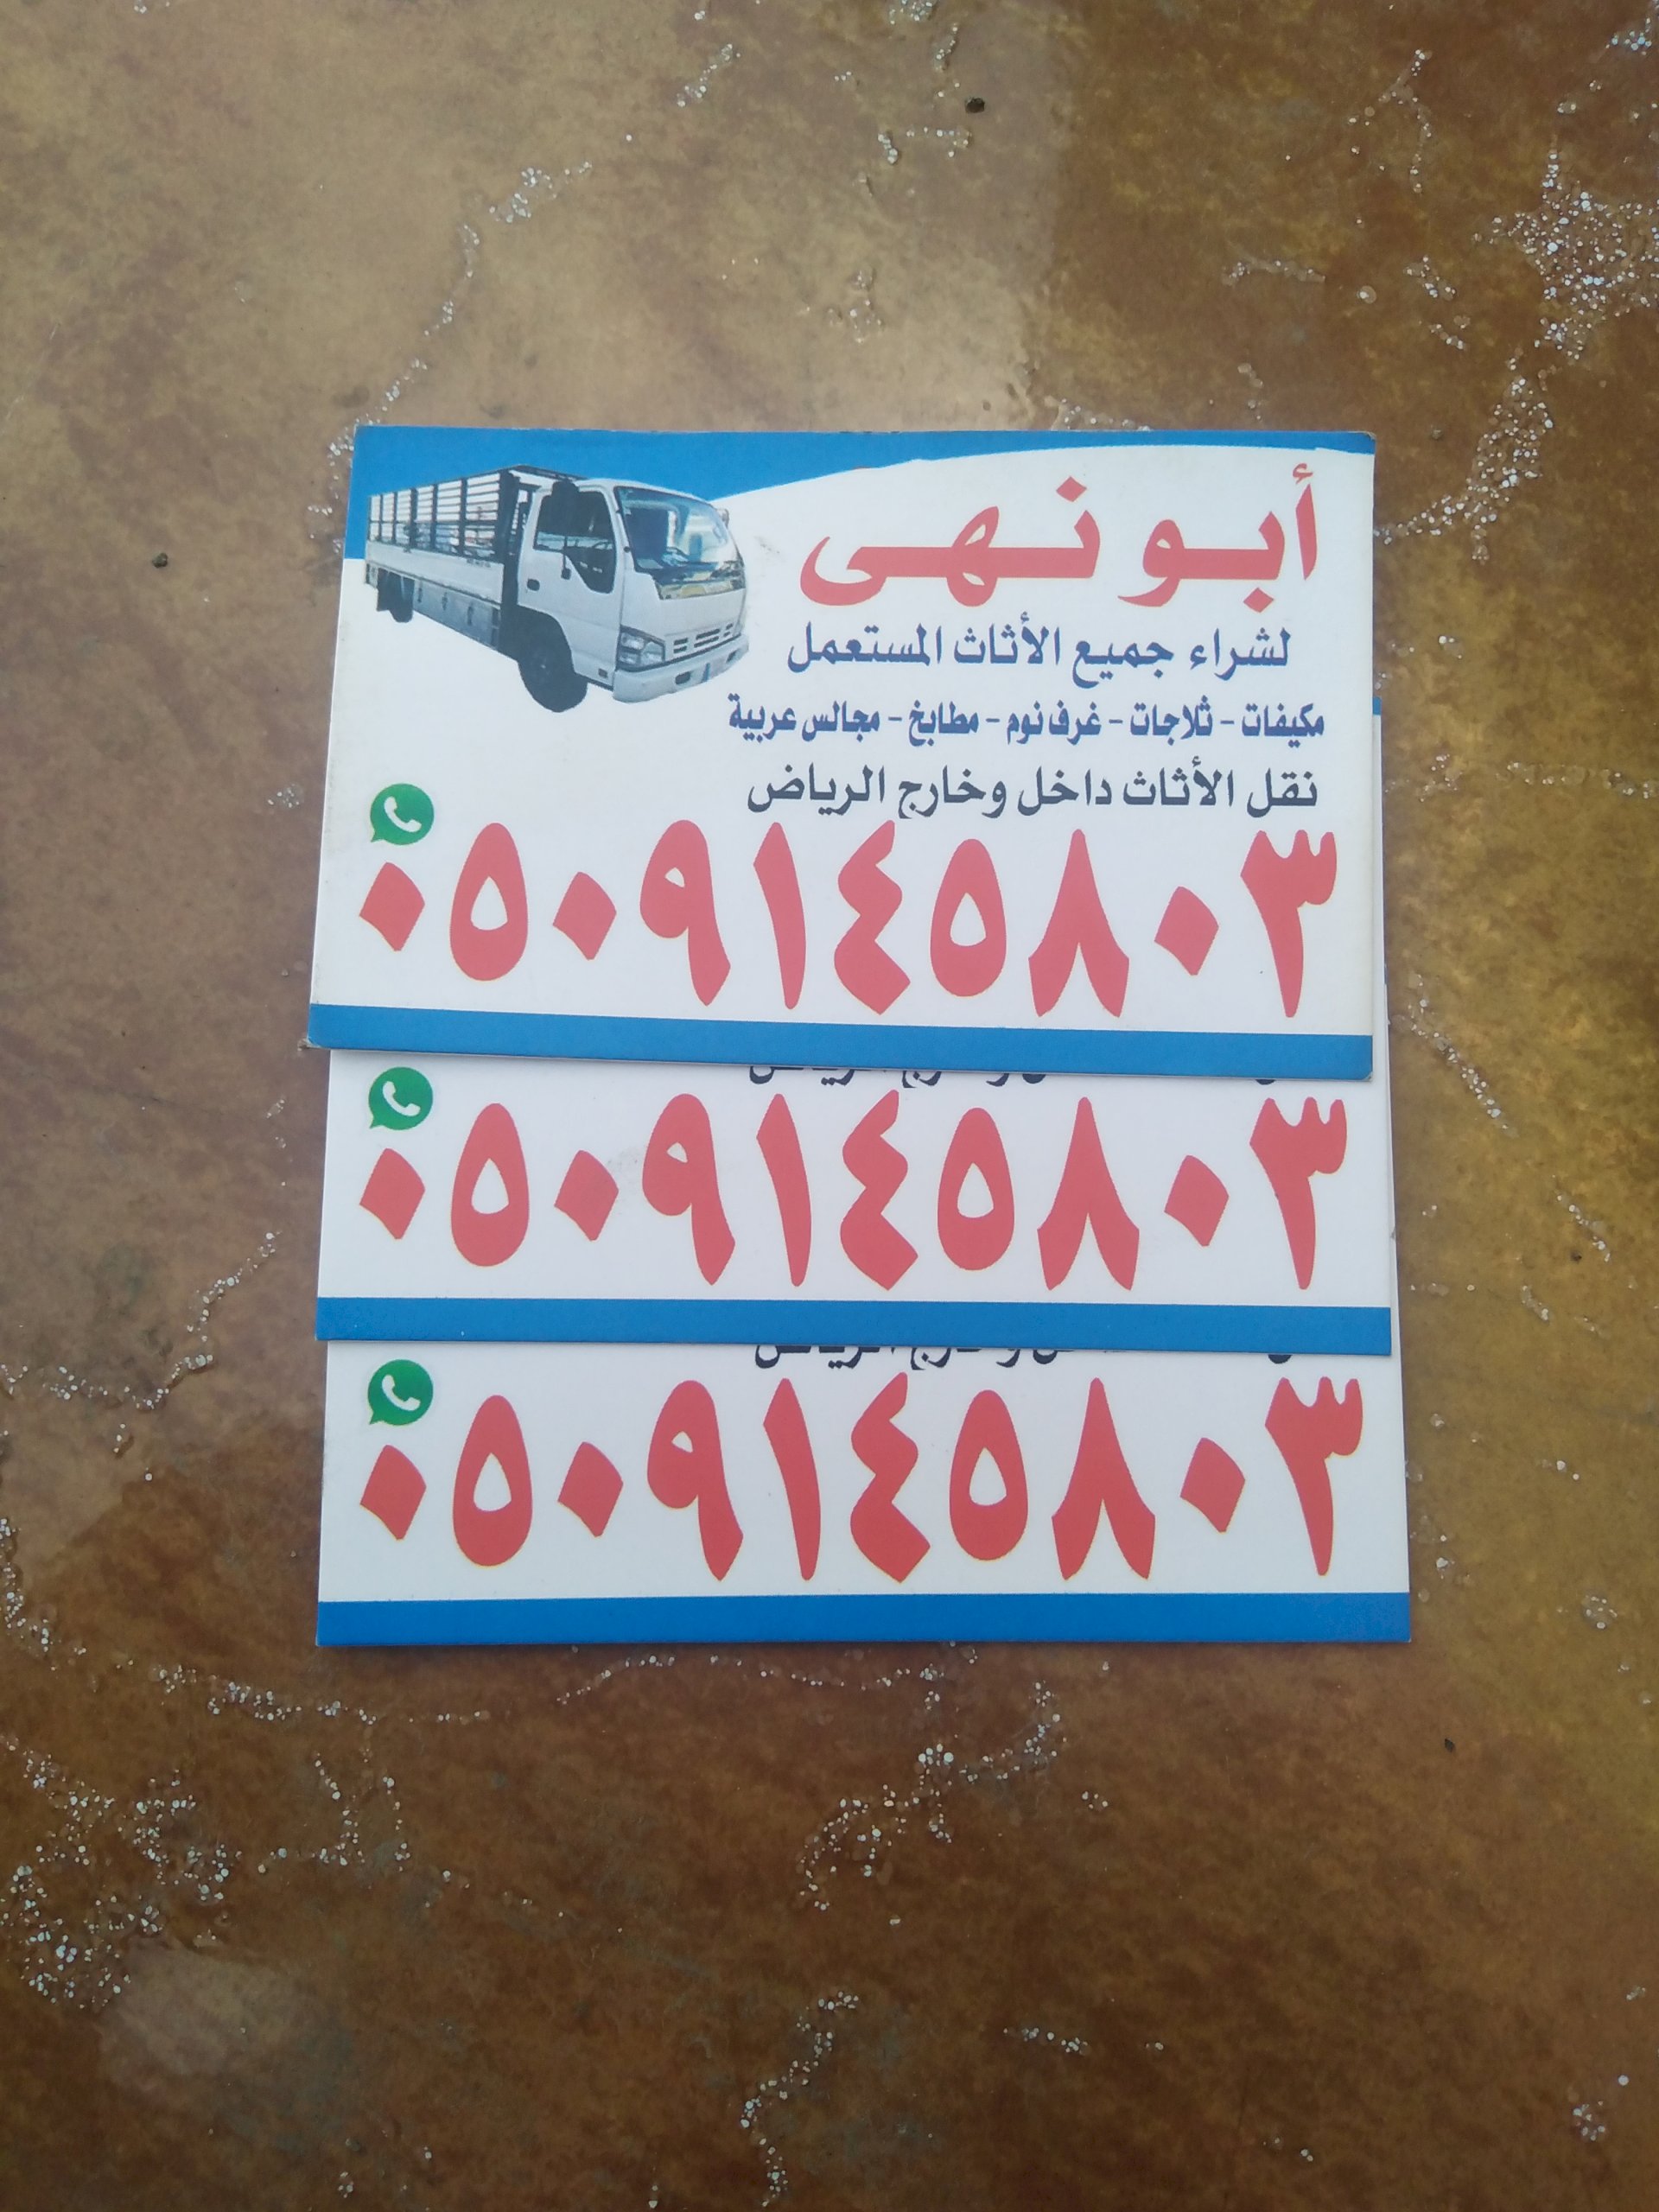 أبو نهى
لشراء جميع الأثاث المستعمل
مكيفات - ثلاجات - غرف نوم - مطابخ - مجالس عربية
نقل الأثاث داخل وخارج الرياض
٠٥٠٩١٤٥٨٠٣
٠٥٠٩١٤٥٨٠٣
٠٥٠٩١٤٥٨٠٣